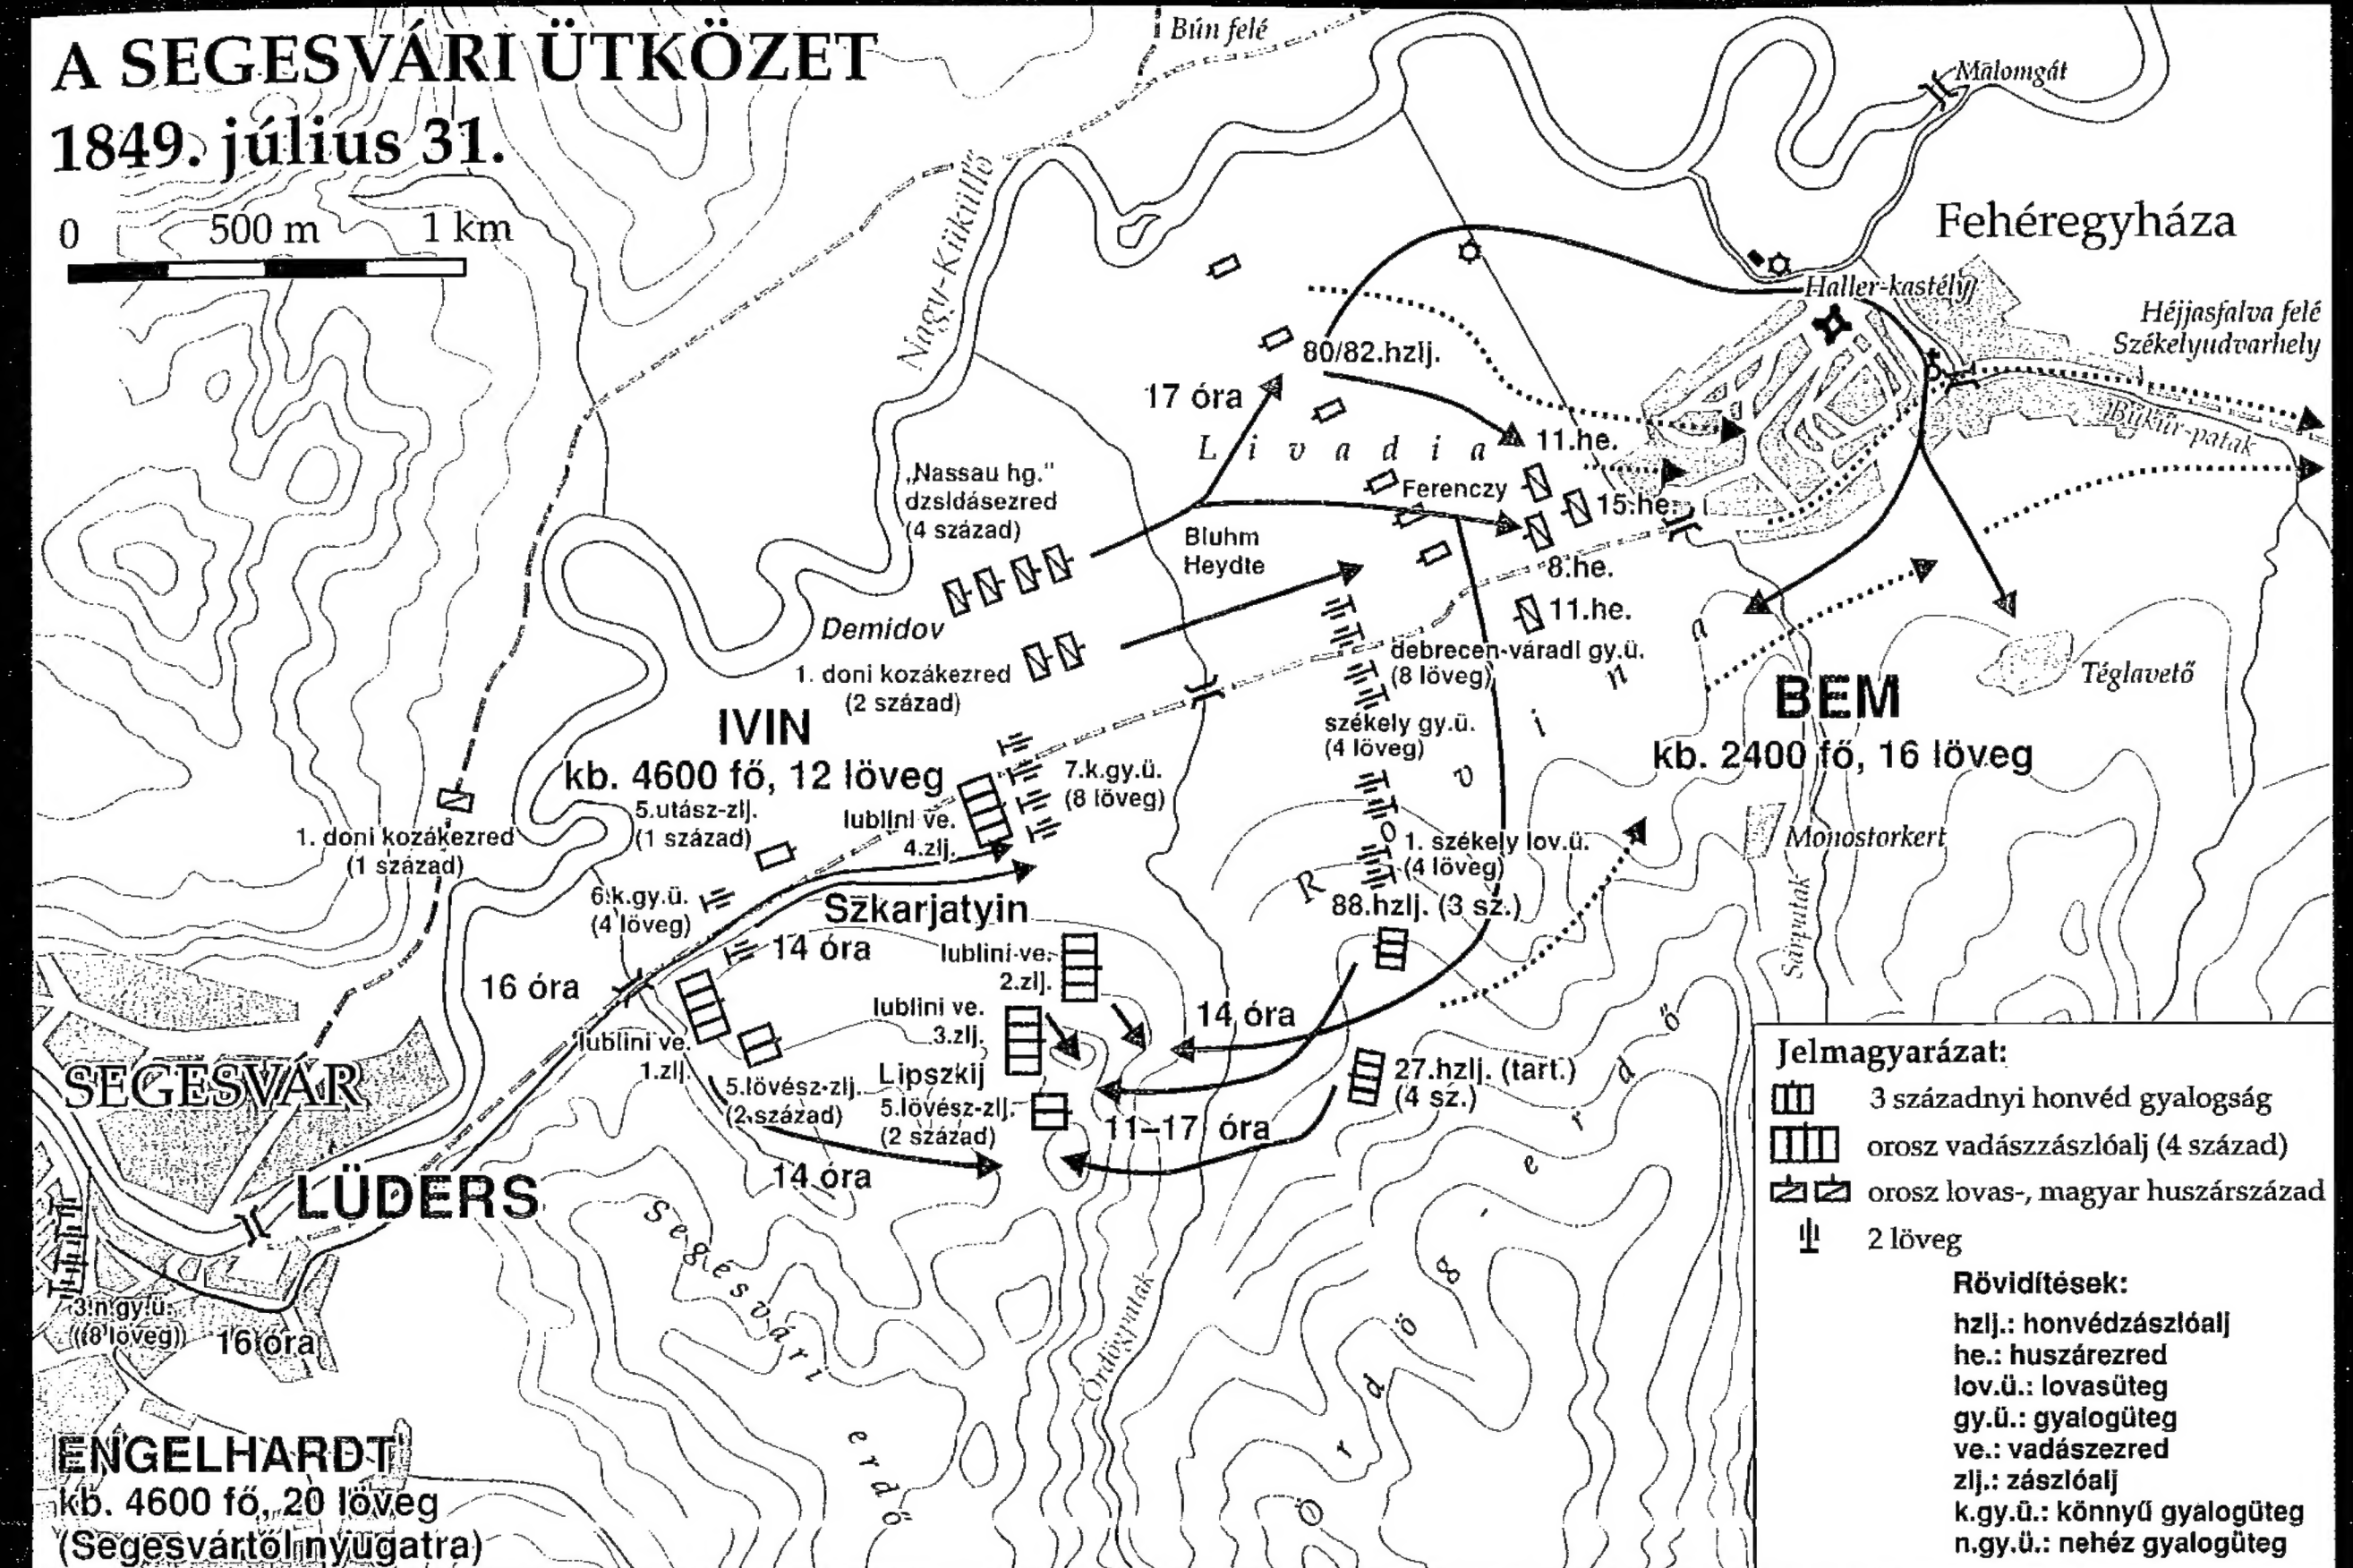 A SEGESVÁRI ÜTKÖZET
1849. július 31.
0 500 m 1 km
Bún felé
Malomgát
Nagy-Küküllő
Fehéregyháza
Haller-kastély
Héjjasfalva felé
Székelyudvarhely
Bükür-patak
80/82.hzlj.
17 óra
Livadia
11.he.
Ferenczy
15.he.
8.he.
11.he.
„Nassau hg."
dzsidásezred
(4 század)
Bluhm
Heydte
Demidov
1. doni kozákezred
(2 század)
debrecen-váradi gy.ü.
(8 löveg)
székely gy.ü.
(4 löveg)
Rovina
BEM
kb. 2400 fő, 16 löveg
Téglavető
Monostorkert
Sárpatak
IVIN
kb. 4600 fő, 12 löveg
7.k.gy.ü.
(8 löveg)
5.utász-zlj.
(1 század)
lublini ve.
4.zlj.
1. doni kozákezred
(1 század)
6.k.gy.ü.
(4 löveg)
Szkarjatyin
14 óra
1. székely lov.ü.
(4 löveg)
88.hzlj. (3 sz.)
lublini ve.
2.zlj.
16 óra
lublini ve.
3.zlj.
14 óra
lublini ve.
1.zlj.
5.lövész-zlj.
(2 század)
Lipszkij
5.lövész-zlj.
(2 század)
27.hzlj. (tart.)
(4 sz.)
11–17 óra
14 óra
SEGESVÁR
LÜDERS
Segesvári erdő
Ördögpatak
Ördög-erdő
3.n.gy.ü.
(8 löveg)
16 óra
ENGELHARDT
kb. 4600 fő, 20 löveg
(Segesvártól nyugatra)
Jelmagyarázat:
3 századnyi honvéd gyalogság
orosz vadászzászlóalj (4 század)
orosz lovas-, magyar huszárszázad
2 löveg
Rövidítések:
hzlj.: honvédzászlóalj
he.: huszárezred
lov.ü.: lovasüteg
gy.ü.: gyalogüteg
ve.: vadászezred
zlj.: zászlóalj
k.gy.ü.: könnyű gyalogüteg
n.gy.ü.: nehéz gyalogüteg